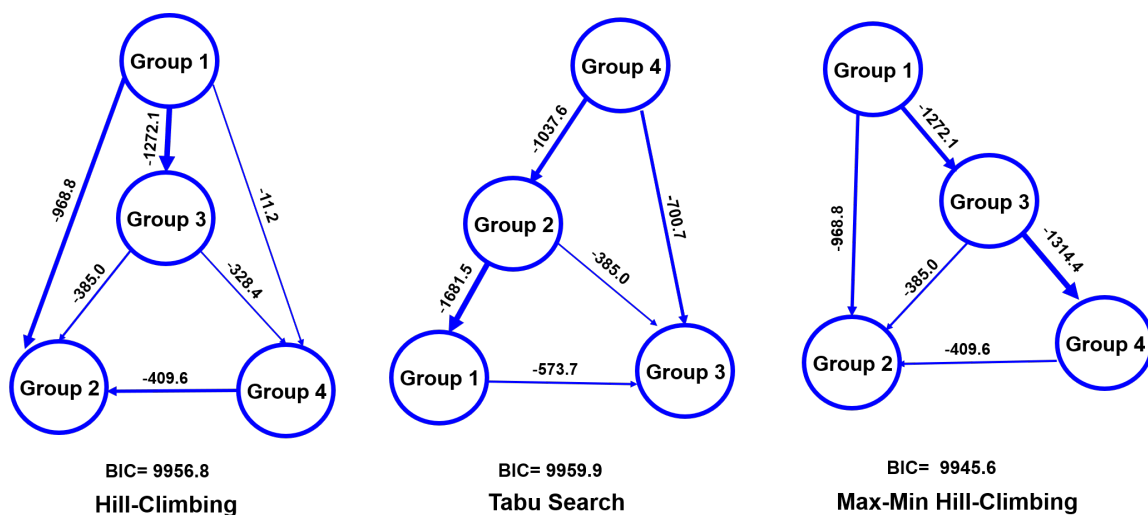 Group 1
-1272.1
-968.8
-11.2
Group 3
-385.0
-328.4
Group 2
-409.6
Group 4
BIC= 9956.8
Hill-Climbing
Group 4
-1037.6
-700.7
Group 2
-385.0
-1681.5
Group 1
-573.7
Group 3
BIC= 9959.9
Tabu Search
Group 1
-1272.1
-968.8
Group 3
-385.0
-1314.4
Group 2
-409.6
Group 4
BIC= 9945.6
Max-Min Hill-Climbing